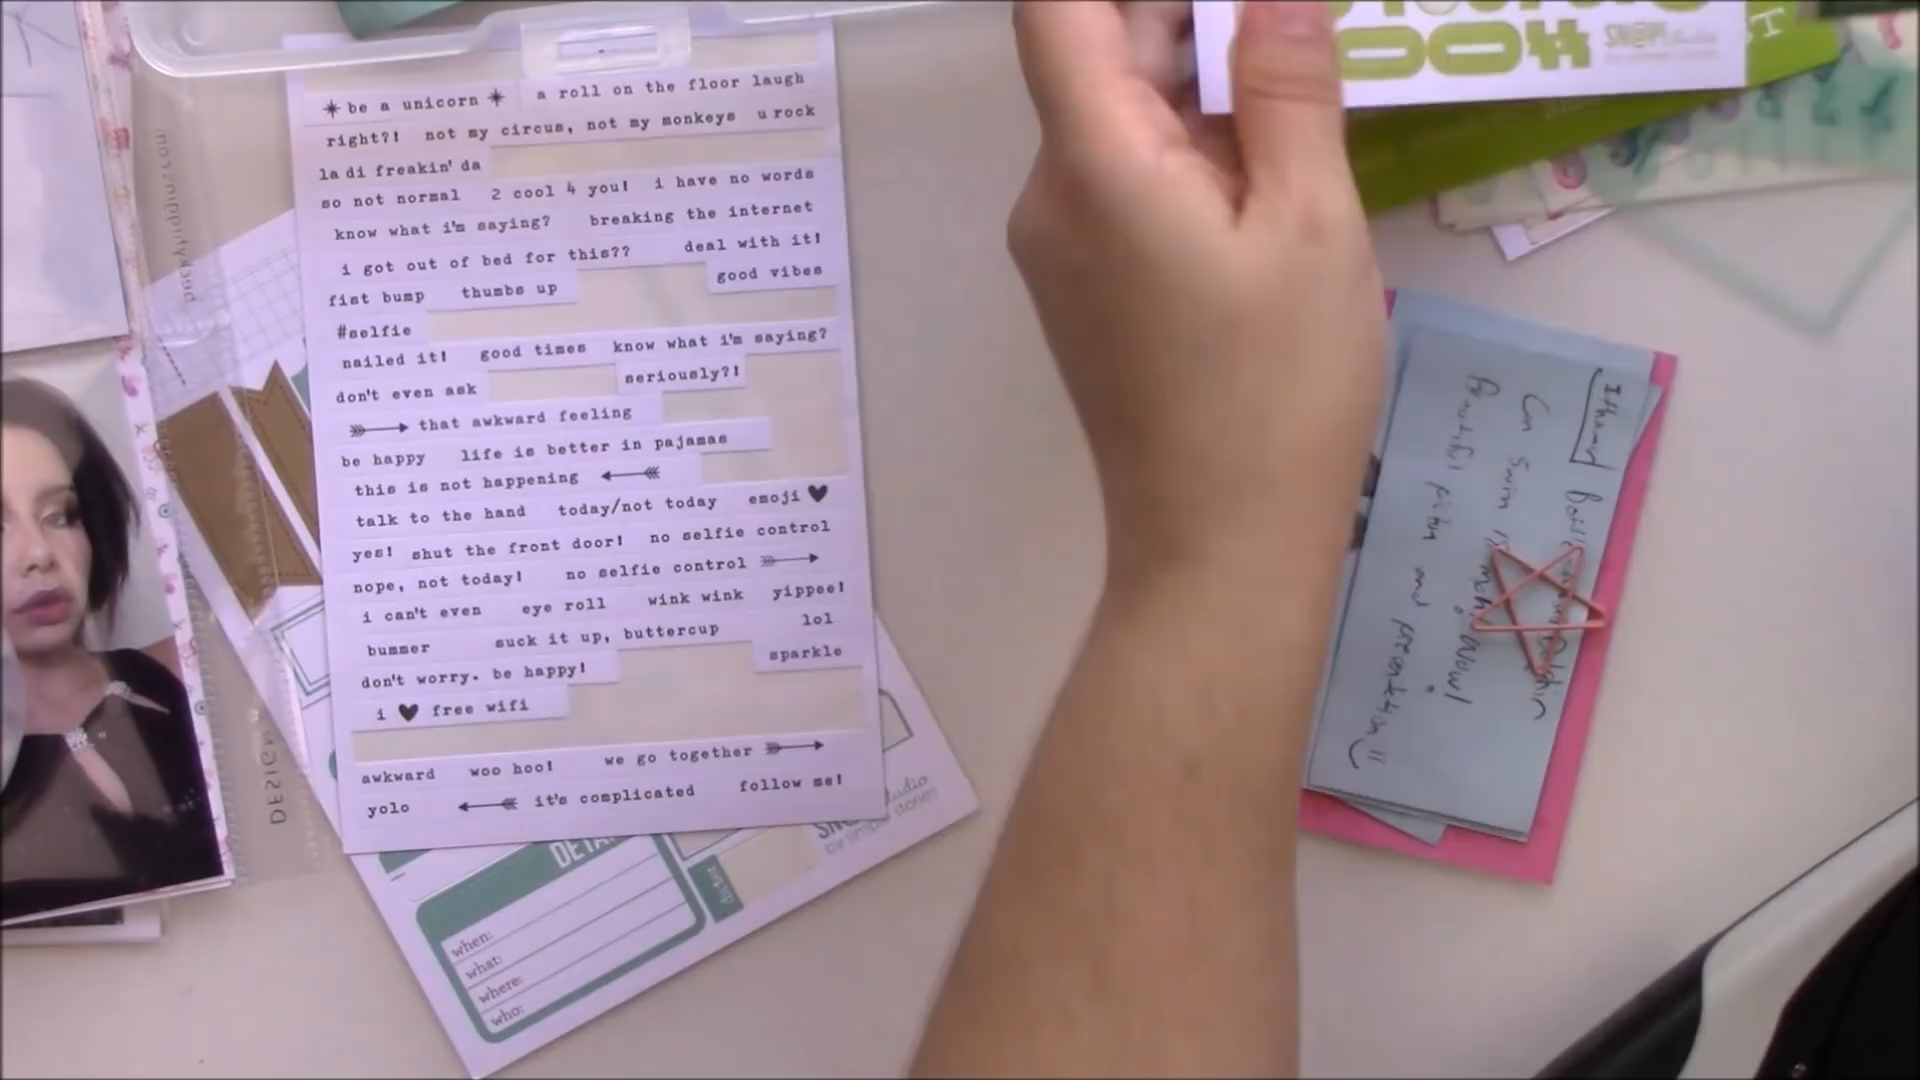 be a unicorn a roll on the floor laugh
right?! not my circus, not my monkeys u rock
la di freakin' da
so not normal 2 cool 4 you! i have no words
know what i'm saying? breaking the internet
i got out of bed for this?? deal with it!
fist bump thumbs up good vibes
#selfie
nailed it! good times know what i'm saying?
don't even ask seriously?!
that awkward feeling
be happy life is better in pajamas
this is not happening
talk to the hand today/not today emoji
yes! shut the front door! no selfie control
nope, not today! no selfie control
i can't even eye roll wink wink yippee!
bummer suck it up, buttercup lol
don't worry. be happy! sparkle
i ♥ free wifi
awkward woo hoo! we go together
yolo it's complicated follow me!
when:
what:
where:
who:
date
DESIGN
SN@P! studio